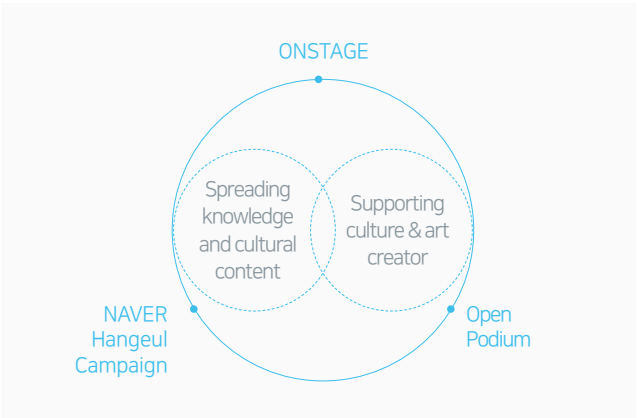 ONSTAGE
Spreading
knowledge
and cultural
content
Supporting
culture & art
creator
NAVER
Hangeul
Campaign
Open
Podium